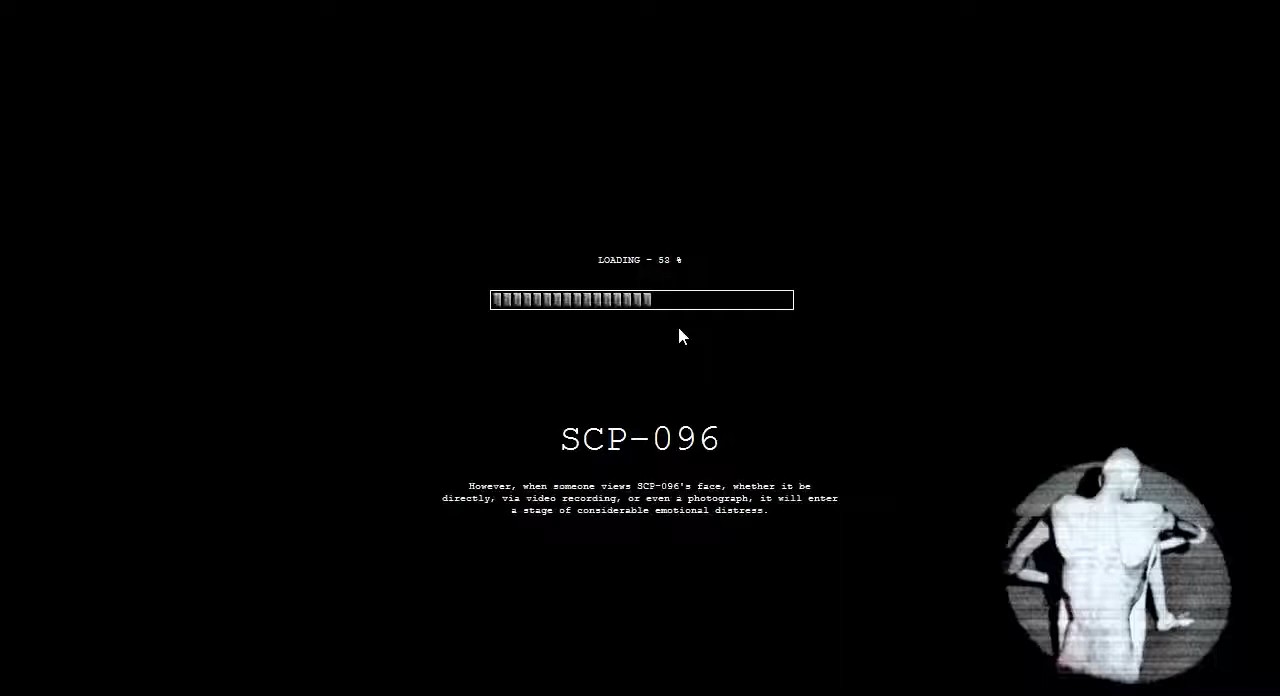 LOADING - 53 %
SCP-096
However, when someone views SCP-096's face, whether it be
directly, via video recording, or even a photograph, it will enter
a stage of considerable emotional distress.